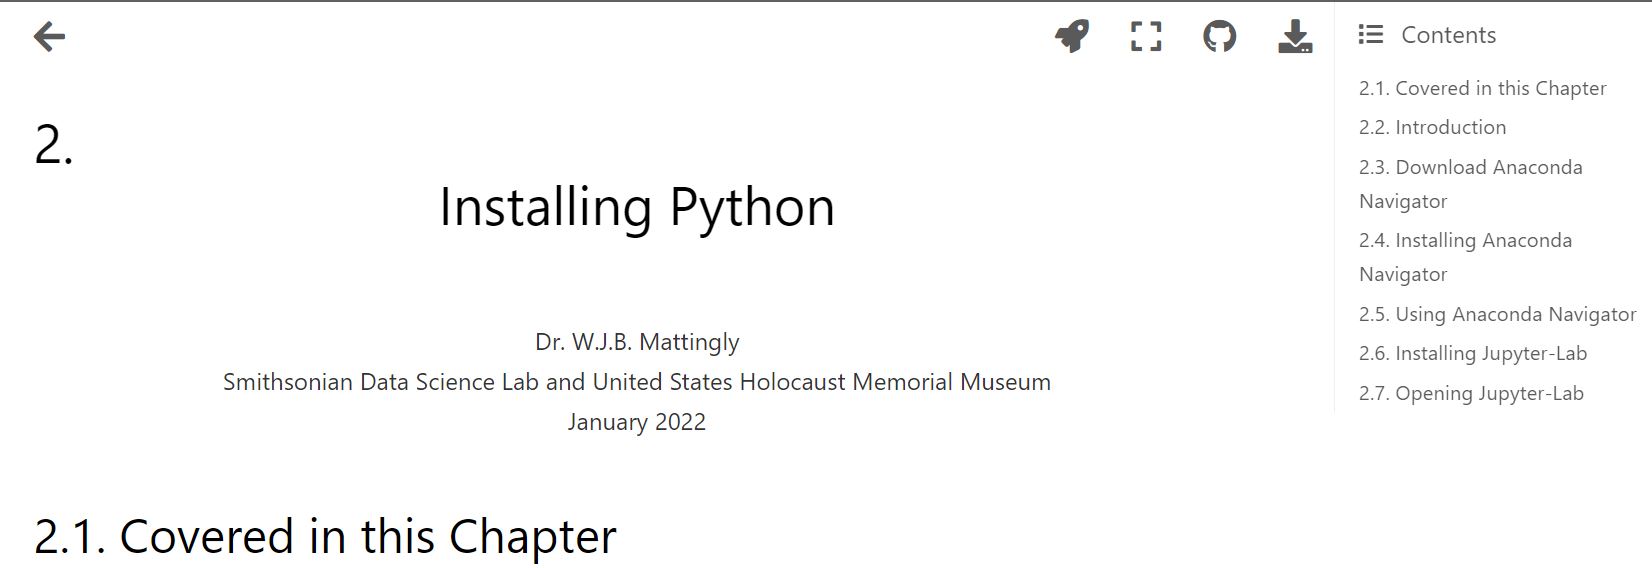 2.
Installing Python
Dr. W.J.B. Mattingly
Smithsonian Data Science Lab and United States Holocaust Memorial Museum
January 2022
2.1. Covered in this Chapter
Contents
2.1. Covered in this Chapter
2.2. Introduction
2.3. Download Anaconda
Navigator
2.4. Installing Anaconda
Navigator
2.5. Using Anaconda Navigator
2.6. Installing Jupyter-Lab
2.7. Opening Jupyter-Lab